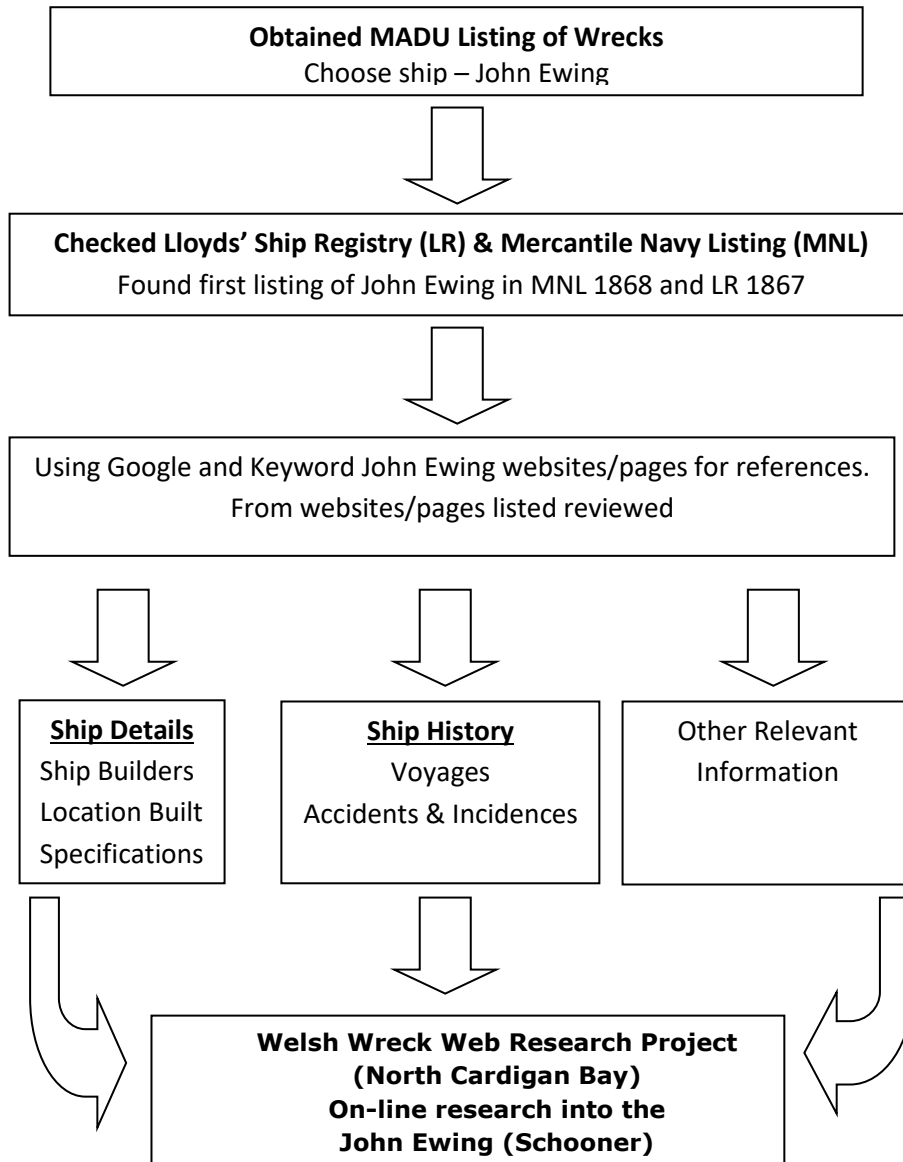 Obtained MADU Listing of Wrecks
Choose ship – John Ewing
Checked Lloyds’ Ship Registry (LR) & Mercantile Navy Listing (MNL)
Found first listing of John Ewing in MNL 1868 and LR 1867
Using Google and Keyword John Ewing websites/pages for references.
From websites/pages listed reviewed
Ship Details
Ship Builders
Location Built
Specifications
Ship History
Voyages
Accidents & Incidences
Other Relevant
Information
Welsh Wreck Web Research Project
(North Cardigan Bay)
On-line research into the
John Ewing (Schooner)